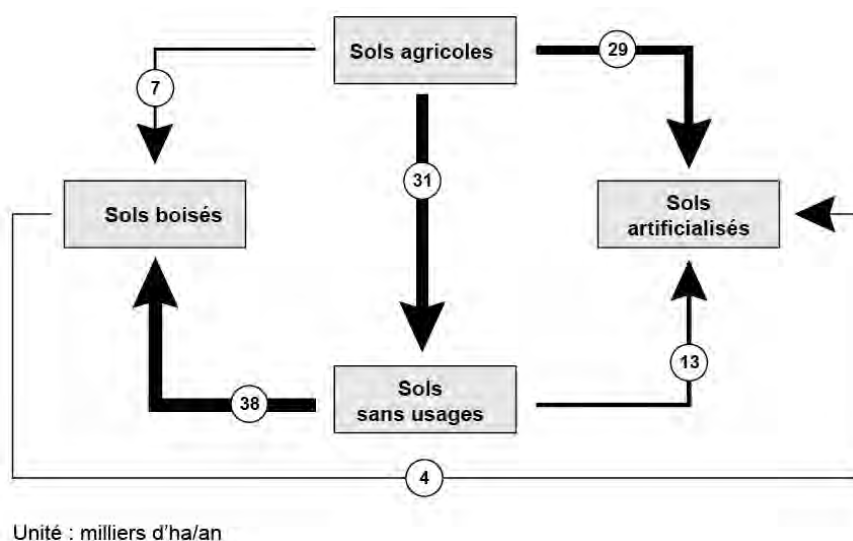 Sols agricoles
29
7
31
Sols boisés
Sols
artificialisés
13
Sols
sans usages
38
4
Unité : milliers d'ha/an